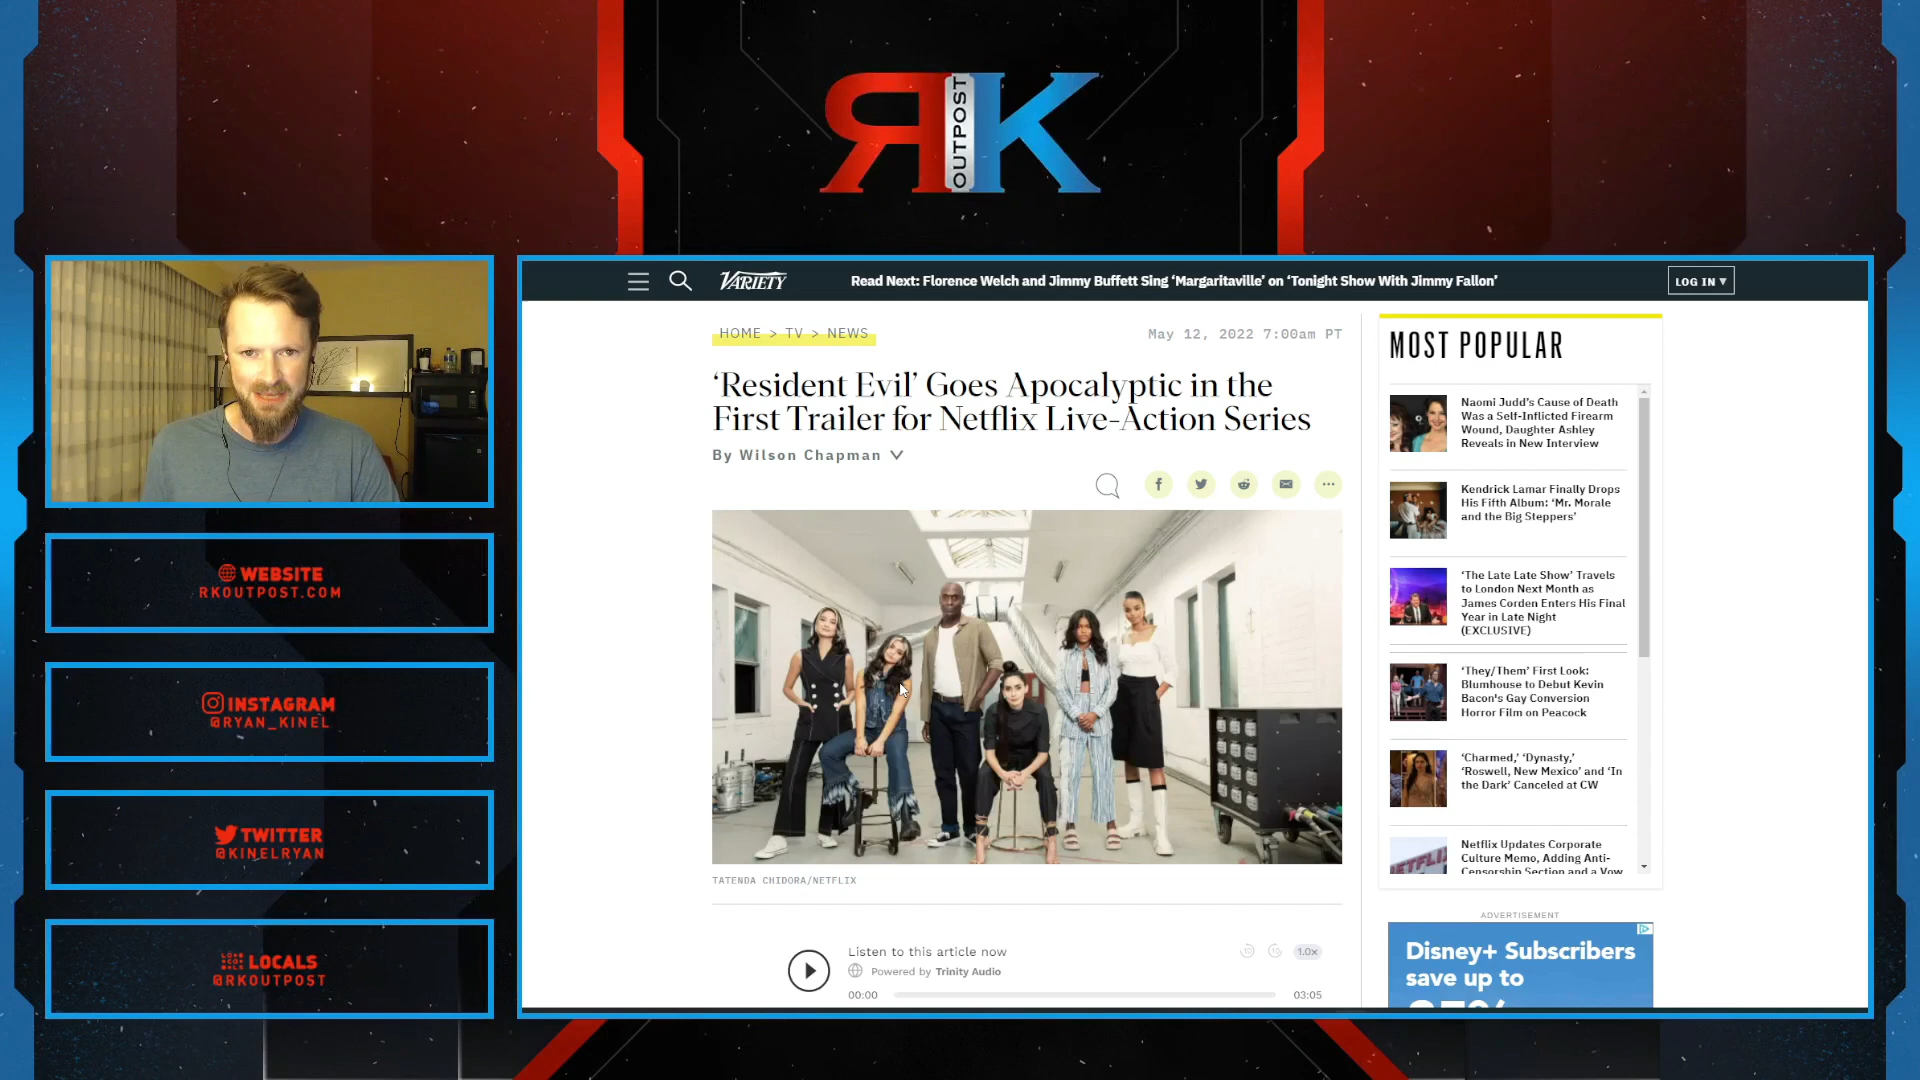 RK
OUTPOST
VARIETY
Read Next: Florence Welch and Jimmy Buffett Sing ‘Margaritaville’ on ‘Tonight Show With Jimmy Fallon’
LOG IN ▾
HOME > TV > NEWS
May 12, 2022 7:00am PT
‘Resident Evil’ Goes Apocalyptic in the
First Trailer for Netflix Live-Action Series
By Wilson Chapman
TATENDA CHIDORA/NETFLIX
Listen to this article now
Powered by Trinity Audio
1.0x
00:00
03:05
MOST POPULAR
Naomi Judd’s Cause of Death
Was a Self-Inflicted Firearm
Wound, Daughter Ashley
Reveals in New Interview
Kendrick Lamar Finally Drops
His Fifth Album: ‘Mr. Morale
and the Big Steppers’
‘The Late Late Show’ Travels
to London Next Month as
James Corden Enters His Final
Year in Late Night
(EXCLUSIVE)
‘They/Them’ First Look:
Blumhouse to Debut Kevin
Bacon's Gay Conversion
Horror Film on Peacock
‘Charmed,’ ‘Dynasty,’
‘Roswell, New Mexico’ and ‘In
the Dark’ Canceled at CW
Netflix Updates Corporate
Culture Memo, Adding Anti-
Censorship Section and a Vow
ADVERTISEMENT
Disney+ Subscribers
save up to
WEBSITE
RKOUTPOST.COM
INSTAGRAM
@RYAN_KINEL
TWITTER
@KINELRYAN
LOCALS
@RKOUTPOST